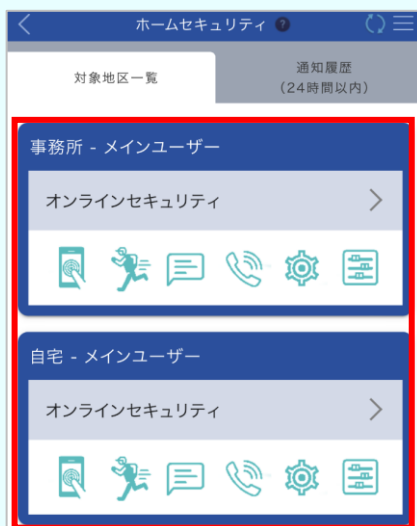 ホームセキュリティ ?
対象地区一覧
通知履歴
(24時間以内)
事務所 - メインユーザー
オンラインセキュリティ
自宅 - メインユーザー
オンラインセキュリティ